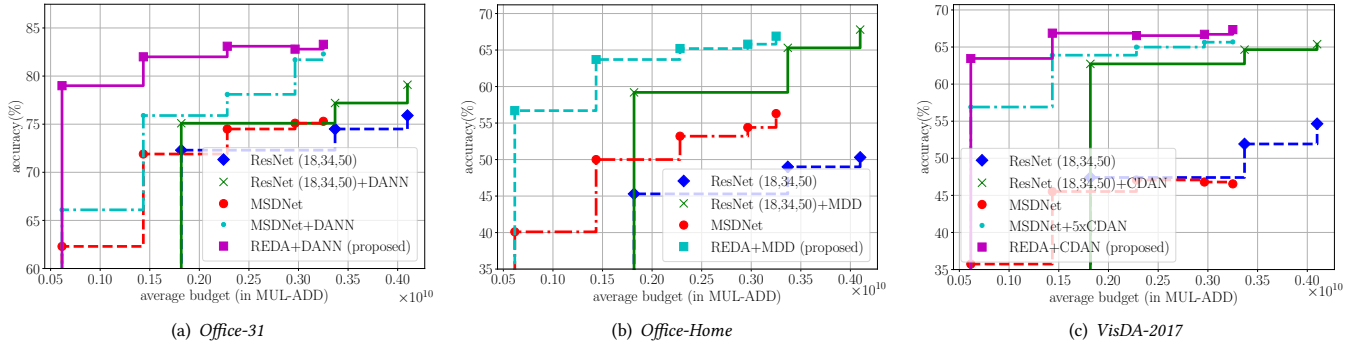 85
80
75
70
65
60
accuracy(%)
0.05 0.10 0.15 0.20 0.25 0.30 0.35 0.40
average budget (in MUL-ADD)
×10^10
ResNet (18,34,50)
ResNet (18,34,50)+DANN
MSDNet
MSDNet+DANN
REDA+DANN (proposed)
(a) Office-31
70
65
60
55
50
45
40
35
accuracy(%)
0.05 0.10 0.15 0.20 0.25 0.30 0.35 0.40
average budget (in MUL-ADD)
×10^10
ResNet (18,34,50)
ResNet (18,34,50)+MDD
MSDNet
REDA+MDD (proposed)
(b) Office-Home
70
65
60
55
50
45
40
35
accuracy(%)
0.05 0.10 0.15 0.20 0.25 0.30 0.35 0.40
average budget (in MUL-ADD)
×10^10
ResNet (18,34,50)
ResNet (18,34,50)+CDAN
MSDNet
MSDNet+5xCDAN
REDA+CDAN (proposed)
(c) VisDA-2017